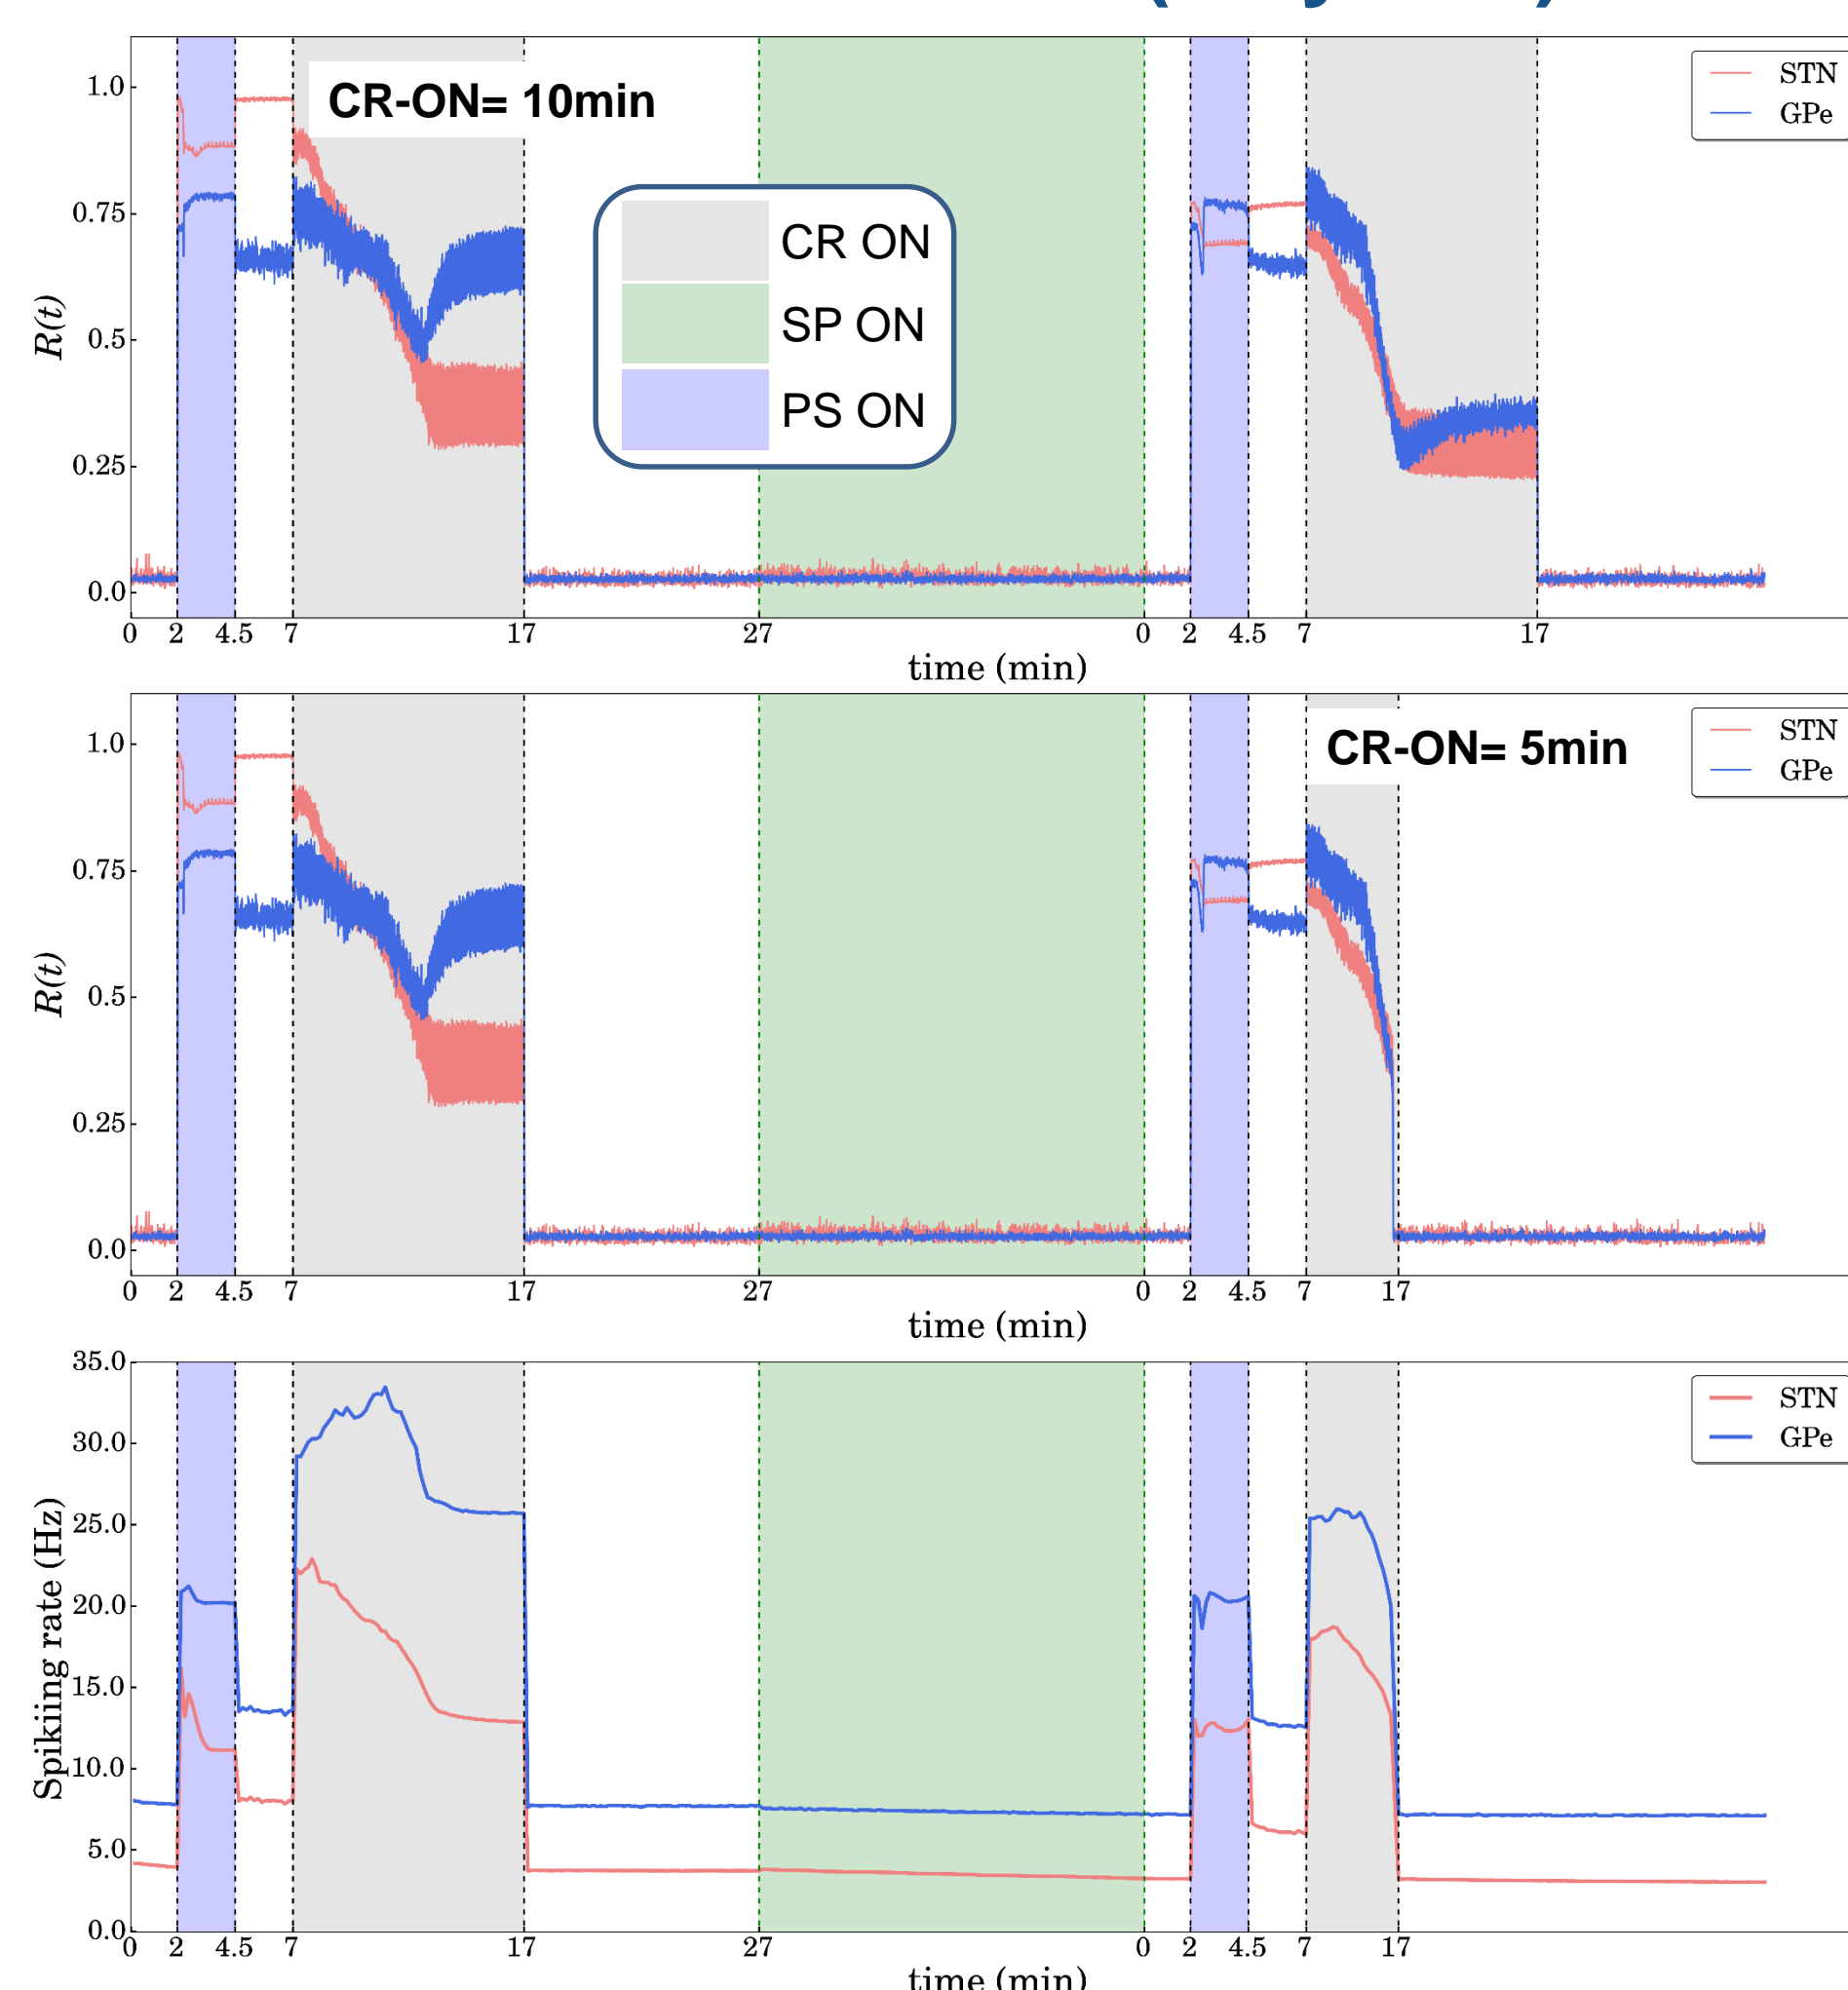 1.0
0.75
0.5
0.25
0.0
R(t)
CR-ON= 10min
STN
GPe
CR ON
SP ON
PS ON
0 2 4.5 7 17 27 0 2 4.5 7 17
time (min)
1.0
0.75
0.5
0.25
0.0
R(t)
CR-ON= 5min
STN
GPe
0 2 4.5 7 17 27 0 2 4.5 7 17
time (min)
35.0
30.0
25.0
20.0
15.0
10.0
5.0
0.0
Spikiing rate (Hz)
STN
GPe
0 2 4.5 7 17 27 0 2 4.5 7 17
time (min)